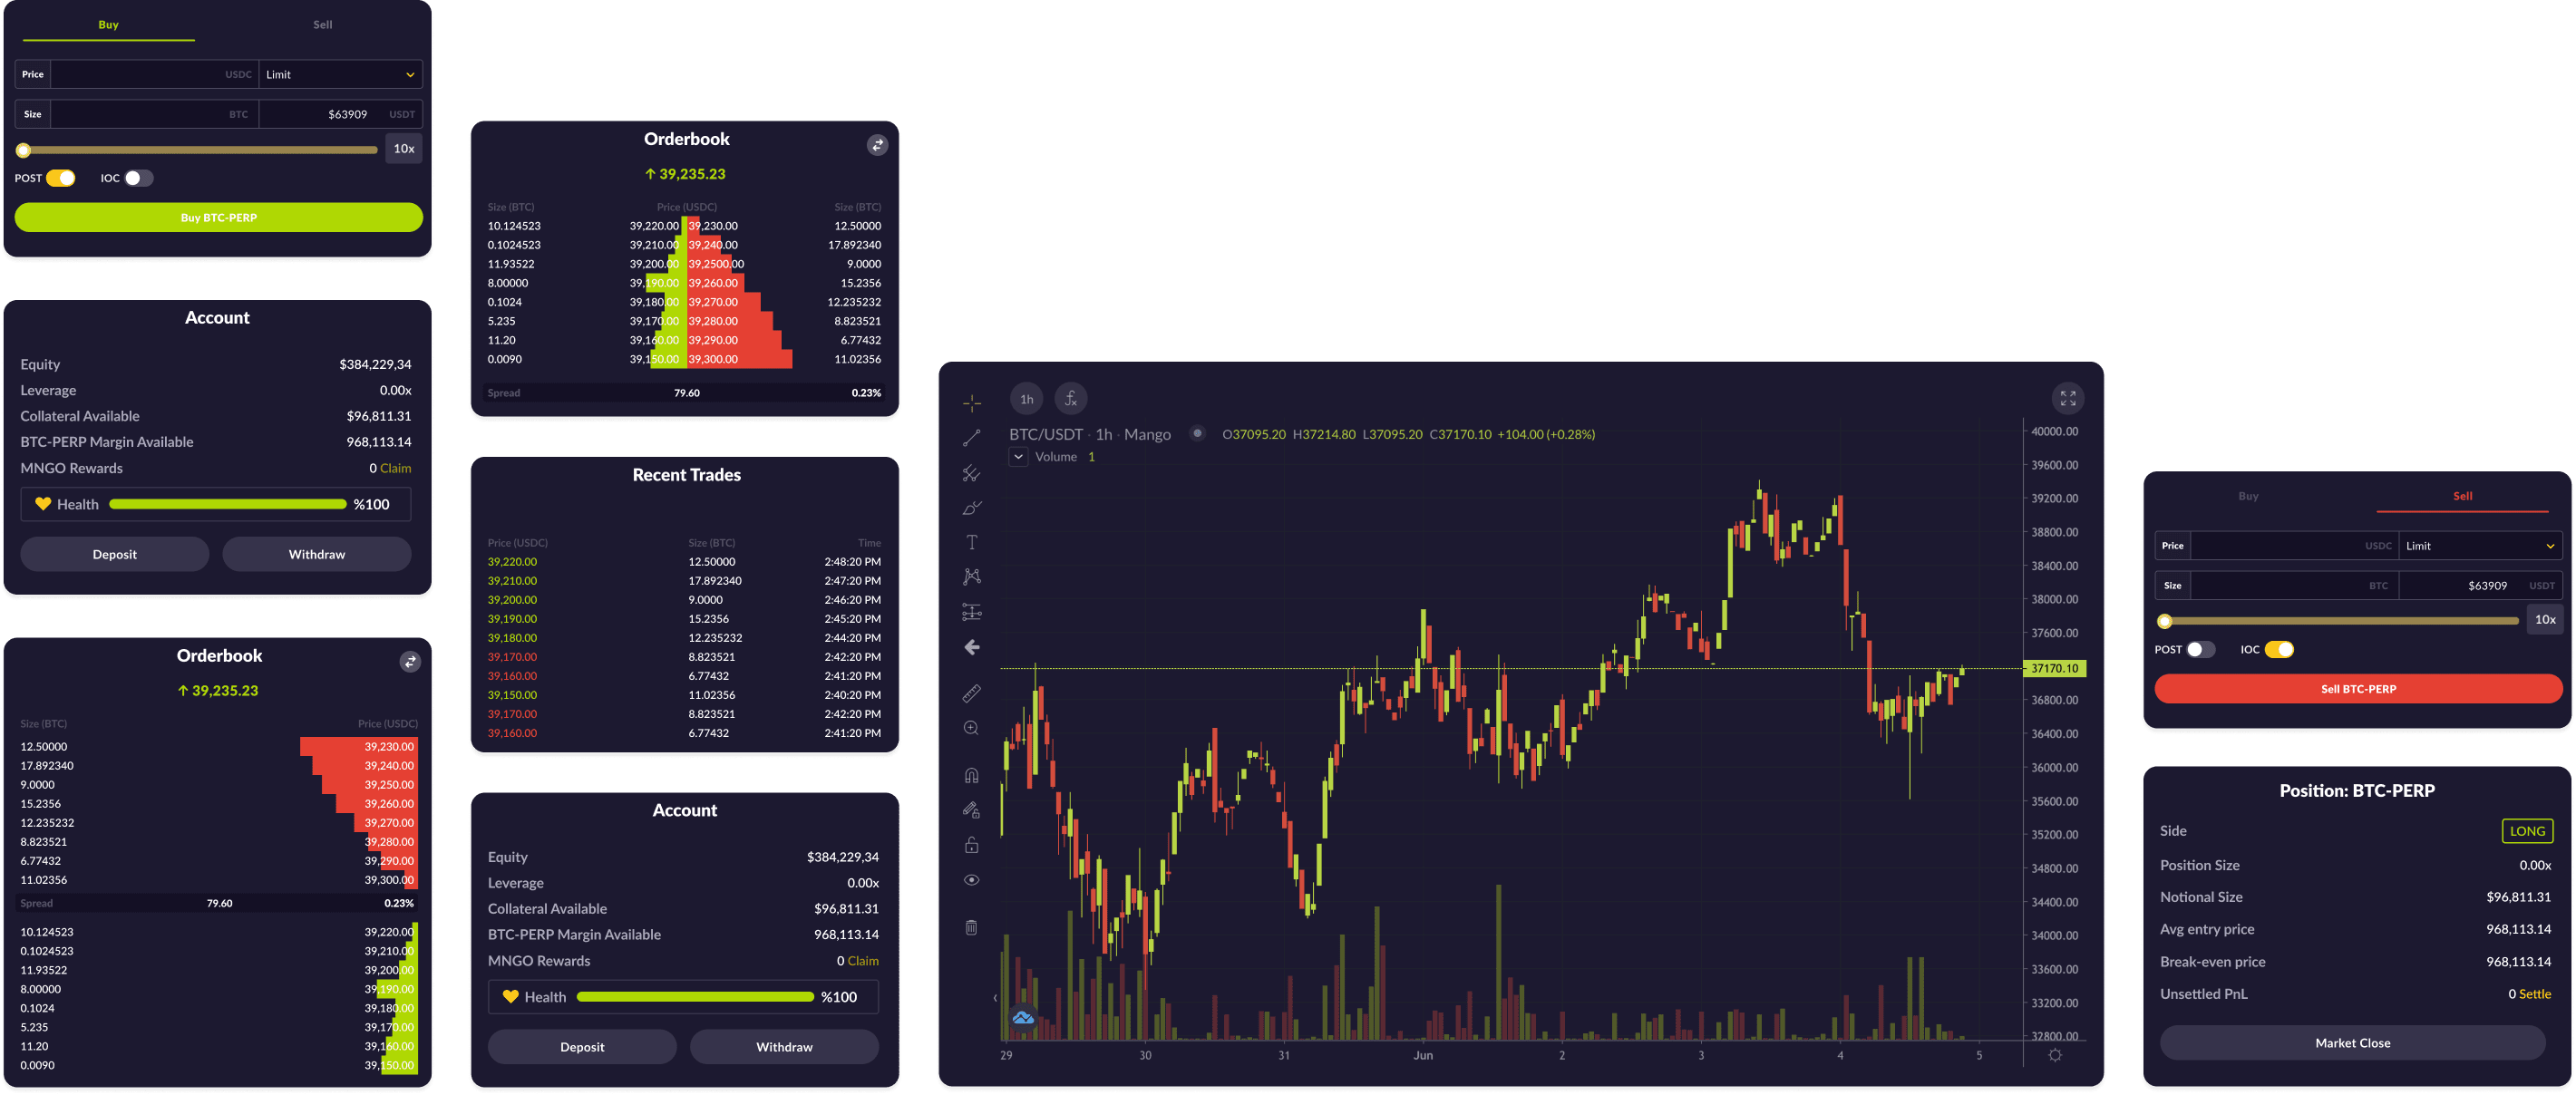 Buy Sell
Price USDC Limit
Size BTC $63909 USDT
10x
POST IOC
Buy BTC-PERP
Account
Equity $384,229,34
Leverage 0.00x
Collateral Available $96,811.31
BTC-PERP Margin Available 968,113.14
MNGO Rewards 0 Claim
Health %100
Deposit Withdraw
Orderbook
↑ 39,235.23
Size (BTC) Price (USDC)
12.50000 39,230.00
17.892340 39,240.00
9.0000 39,250.00
15.2356 39,260.00
12.235232 39,270.00
8.823521 39,280.00
6.77432 39,290.00
11.02356 39,300.00
Spread 79.60 0.23%
10.124523 39,220.00
0.1024523 39,210.00
11.93522 39,200.00
8.00000 39,190.00
0.1024 39,180.00
5.235 39,170.00
11.20 39,160.00
0.0090 39,150.00
Orderbook
↑ 39,235.23
Size (BTC) Price (USDC) Size (BTC)
10.124523 39,220.00 39,230.00 12.50000
0.1024523 39,210.00 39,240.00 17.892340
11.93522 39,200.00 39,2500.00 9.0000
8.00000 39,190.00 39,260.00 15.2356
0.1024 39,180.00 39,270.00 12.235232
5.235 39,170.00 39,280.00 8.823521
11.20 39,160.00 39,290.00 6.77432
0.0090 39,150.00 39,300.00 11.02356
Spread 79.60 0.23%
Recent Trades
Price (USDC) Size (BTC) Time
39,220.00 12.50000 2:48:20 PM
39,210.00 17.892340 2:47:20 PM
39,200.00 9.0000 2:46:20 PM
39,190.00 15.2356 2:45:20 PM
39,180.00 12.235232 2:44:20 PM
39,170.00 8.823521 2:42:20 PM
39,160.00 6.77432 2:41:20 PM
39,150.00 11.02356 2:40:20 PM
39,170.00 8.823521 2:42:20 PM
39,160.00 6.77432 2:41:20 PM
Account
Equity $384,229,34
Leverage 0.00x
Collateral Available $96,811.31
BTC-PERP Margin Available 968,113.14
MNGO Rewards 0 Claim
Health %100
Deposit Withdraw
1h fx
BTC/USDT · 1h · Mango O37095.20 H37214.80 L37095.20 C37170.10 +104.00 (+0.28%)
Volume 1
T
40000.00
39600.00
39200.00
38800.00
38400.00
38000.00
37600.00
37170.10
36800.00
36400.00
36000.00
35600.00
35200.00
34800.00
34400.00
34000.00
33600.00
33200.00
32800.00
29 30 31 Jun 2 3 4 5
Buy Sell
Price USDC Limit
Size BTC $63909 USDT
10x
POST IOC
Sell BTC-PERP
Position: BTC-PERP
Side LONG
Position Size 0.00x
Notional Size $96,811.31
Avg entry price 968,113.14
Break-even price 968,113.14
Unsettled PnL 0 Settle
Market Close